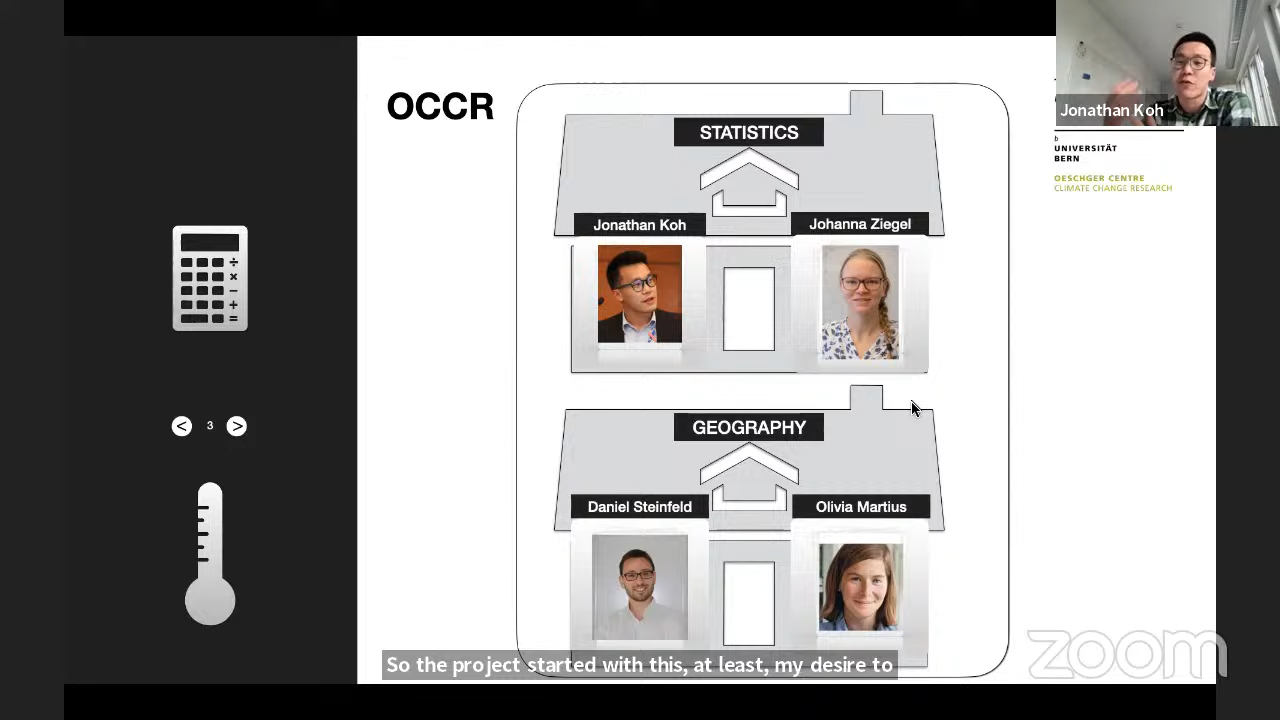 OCCR
STATISTICS
Jonathan Koh
Johanna Ziegel
GEOGRAPHY
Daniel Steinfeld
Olivia Martius
Jonathan Koh
b
UNIVERSITÄT
BERN
OESCHGER CENTRE
CLIMATE CHANGE RESEARCH
÷
×
−
+
=
< 3 >
So the project started with this, at least, my desire to
zoom